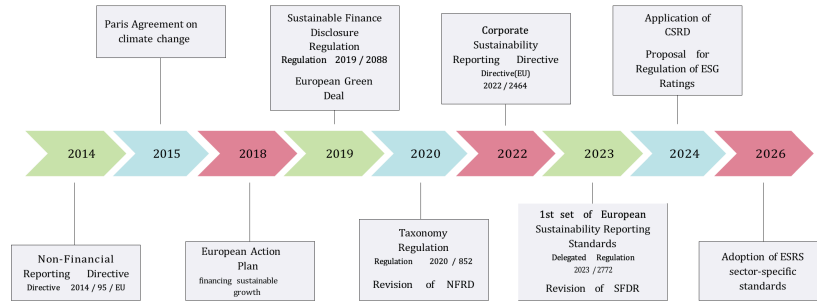 Paris Agreement on
climate change
Sustainable Finance
Disclosure
Regulation
Regulation 2019 / 2088
European Green
Deal
Corporate
Sustainability
Reporting Directive
Directive(EU)
2022 / 2464
Application of
CSRD
Proposal for
Regulation of ESG
Ratings
2014
2015
2018
2019
2020
2022
2023
2024
2026
Non-Financial
Reporting Directive
Directive 2014 / 95 / EU
European Action
Plan
financing sustainable
growth
Taxonomy
Regulation
Regulation 2020 / 852
Revision of NFRD
1st set of European
Sustainability Reporting
Standards
Delegated Regulation
2023 / 2772
Revision of SFDR
Adoption of ESRS
sector-specific
standards